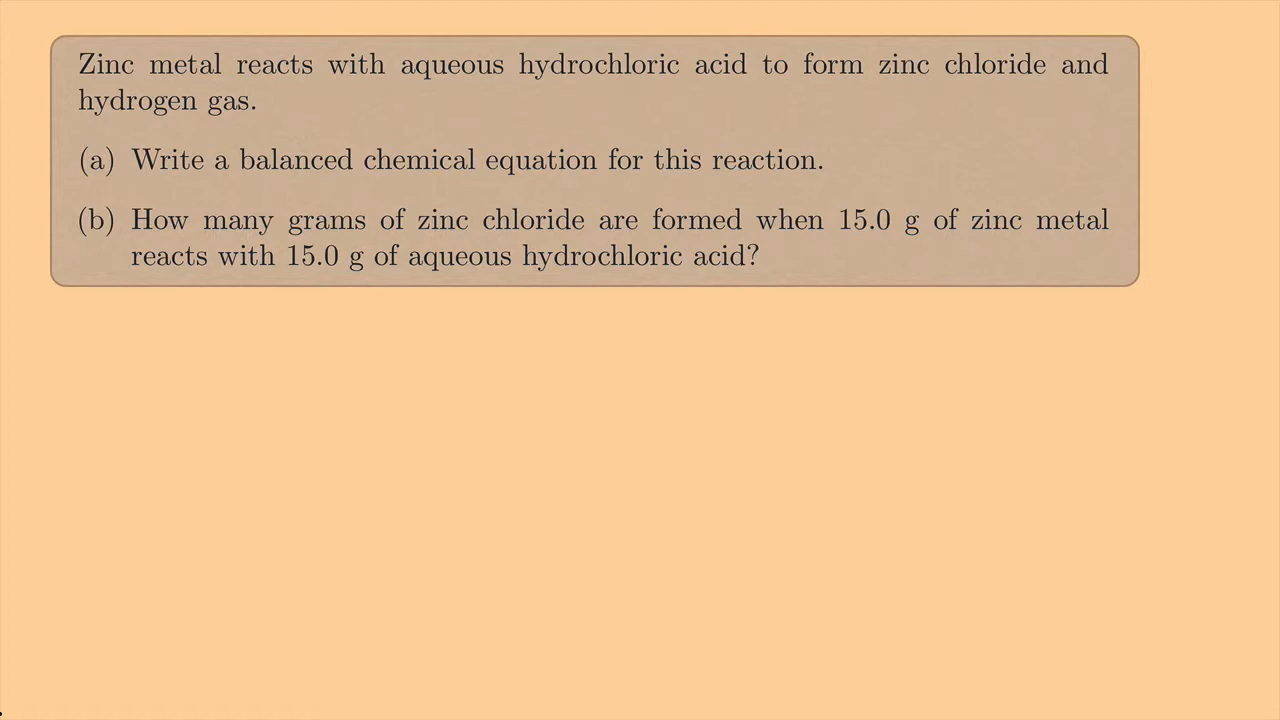 Zinc metal reacts with aqueous hydrochloric acid to form zinc chloride and
hydrogen gas.
(a) Write a balanced chemical equation for this reaction.
(b) How many grams of zinc chloride are formed when 15.0 g of zinc metal
reacts with 15.0 g of aqueous hydrochloric acid?